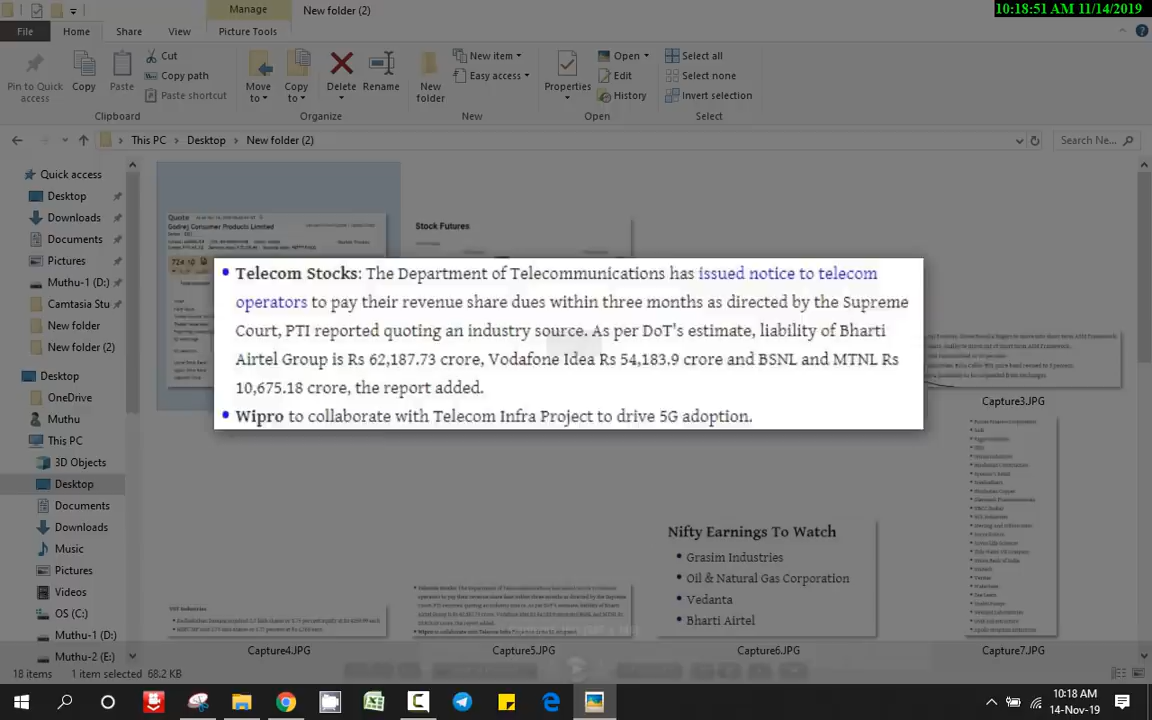 Manage
New folder (2)
10:18:51 AM 11/14/2019
File
Home
Share
View
Picture Tools
Pin to Quick access
Copy
Paste
Cut
Copy path
Paste shortcut
Move to
Copy to
Delete
Rename
New folder
New item
Easy access
Properties
Open
Edit
History
Select all
Select none
Invert selection
Clipboard
Organize
New
Open
Select
This PC
Desktop
New folder (2)
Search Ne...
Quick access
Desktop
Downloads
Documents
Pictures
Muthu-1 (D:)
Camtasia Stu
New folder
New folder (2)
Desktop
OneDrive
Muthu
This PC
3D Objects
Desktop
Documents
Downloads
Music
Pictures
Videos
OS (C:)
Muthu-1 (D:)
Muthu-2 (E:)
Quote
Godrej Consumer Products Limited
Stock Futures
• Telecom Stocks: The Department of Telecommunications has issued notice to telecom
operators to pay their revenue share dues within three months as directed by the Supreme
Court, PTI reported quoting an industry source. As per DoT's estimate, liability of Bharti
Airtel Group is Rs 62,187.73 crore, Vodafone Idea Rs 54,183.9 crore and BSNL and MTNL Rs
10,675.18 crore, the report added.
• Wipro to collaborate with Telecom Infra Project to drive 5G adoption.
Capture3.JPG
Nifty Earnings To Watch
• Grasim Industries
• Oil & Natural Gas Corporation
• Vedanta
• Bharti Airtel
Capture4.JPG
Capture5.JPG
Capture6.JPG
Capture7.JPG
18 items
1 item selected 68.2 KB
10:18 AM
14-Nov-19